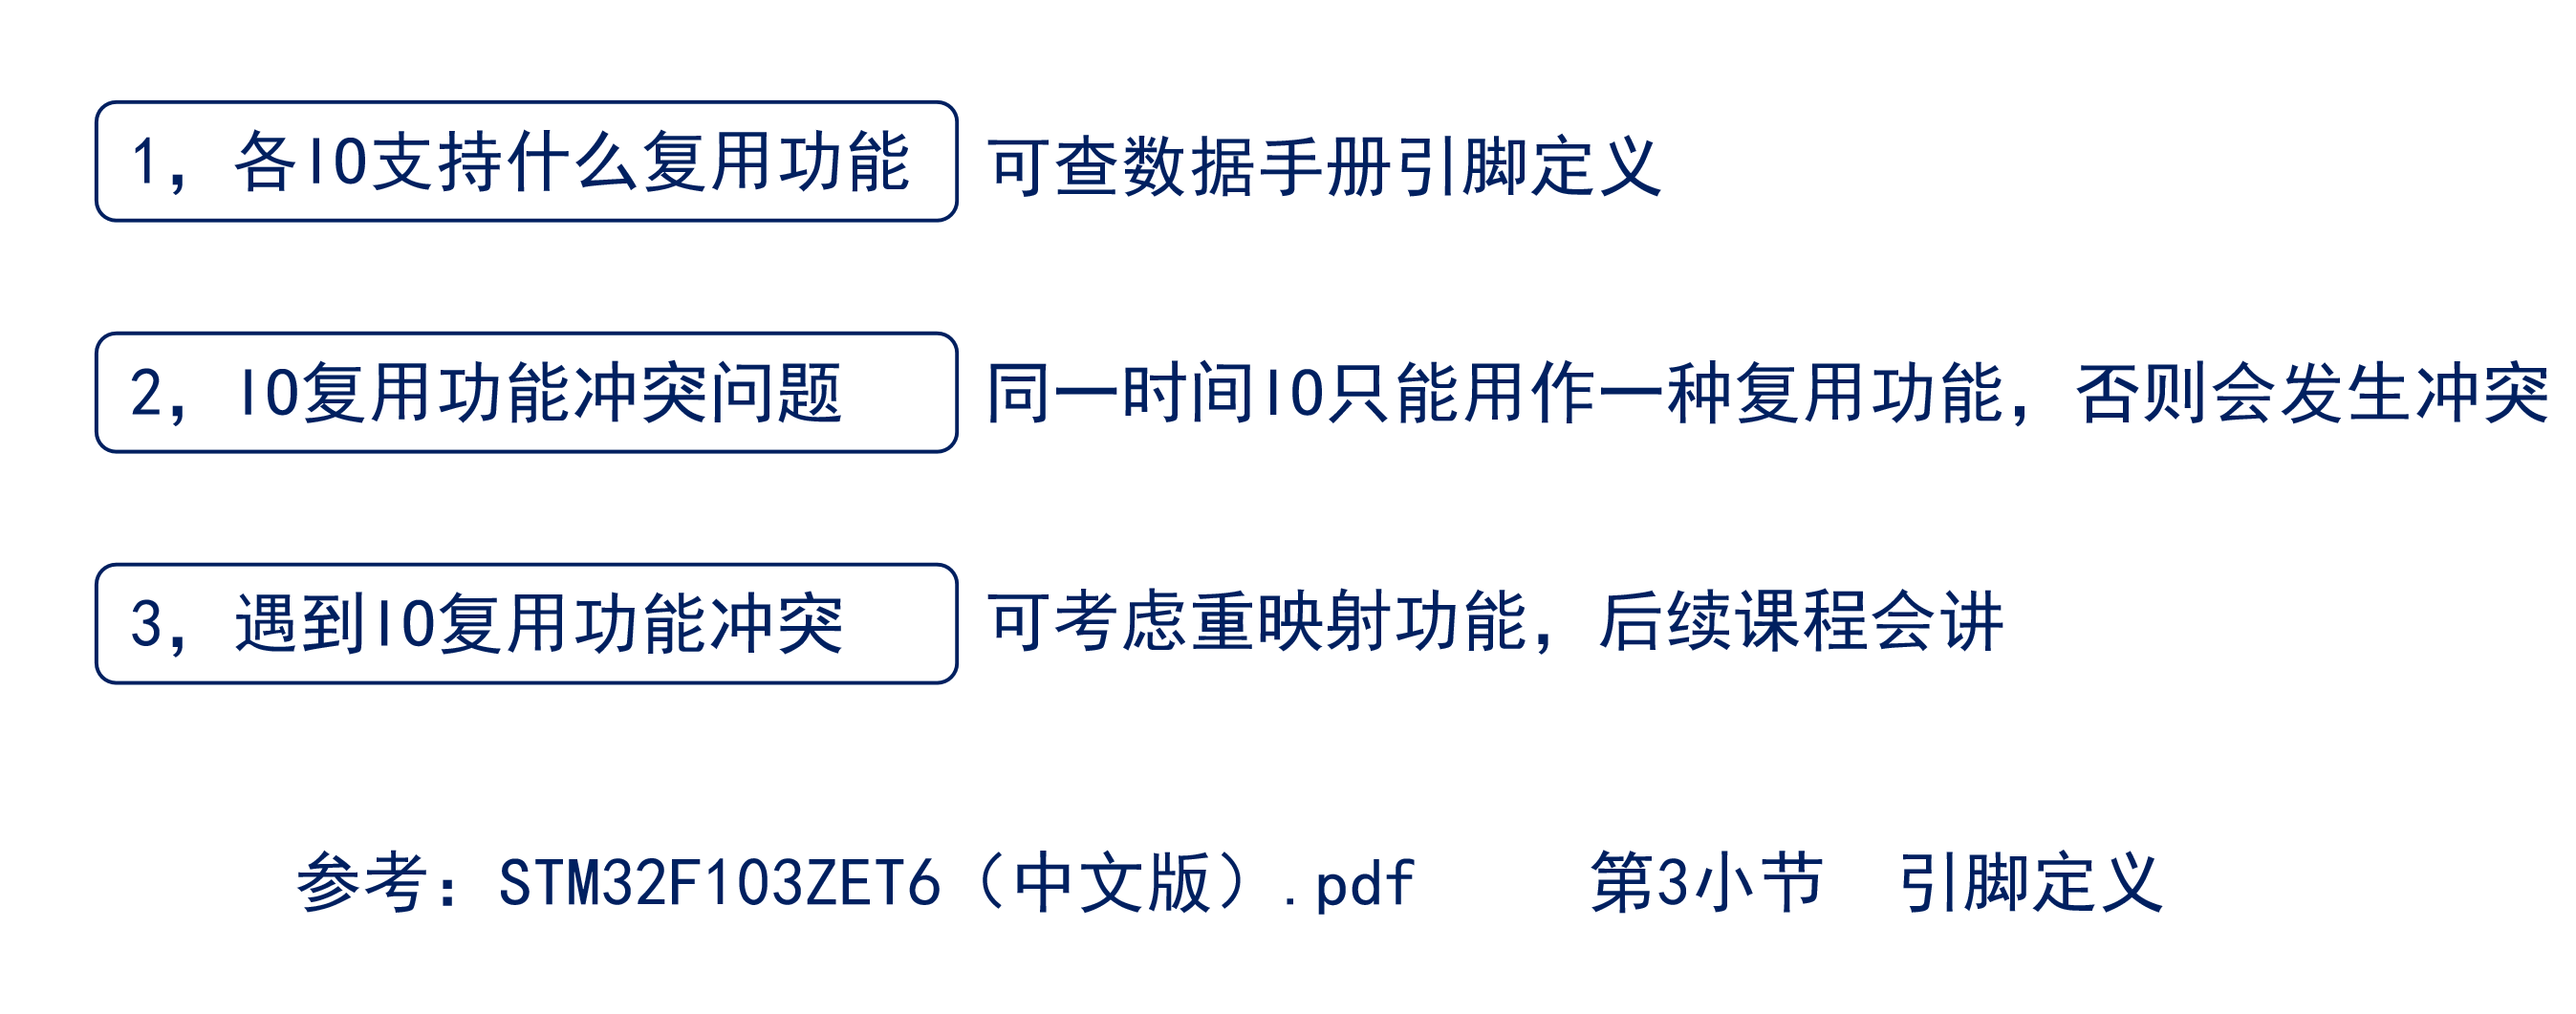 1，各IO支持什么复用功能 可查数据手册引脚定义
2，IO复用功能冲突问题 同一时间IO只能用作一种复用功能，否则会发生冲突
3，遇到IO复用功能冲突 可考虑重映射功能，后续课程会讲
参考：STM32F103ZET6（中文版）.pdf 第3小节 引脚定义